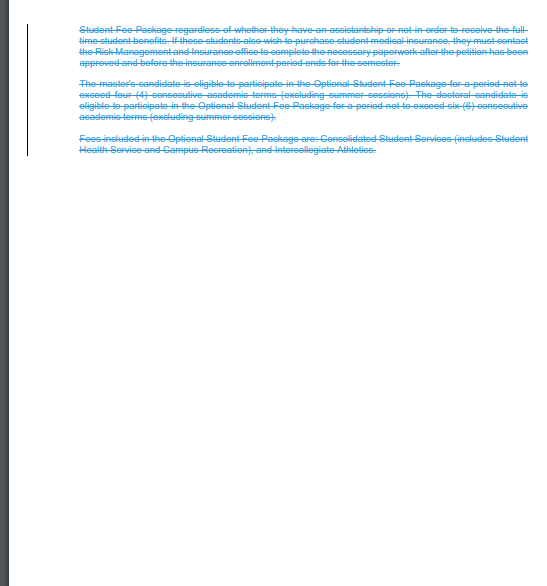 Student Fee Package regardless of whether they have an assistantship or not in order to receive the full-
time student benefits. If these students also wish to purchase student medical insurance, they must contact
the Risk Management and Insurance office to complete the necessary paperwork after the petition has been
approved and before the insurance enrollment period ends for the semester.
The master's candidate is eligible to participate in the Optional Student Fee Package for a period not to
exceed four (4) consecutive academic terms (excluding summer sessions). The doctoral candidate is
eligible to participate in the Optional Student Fee Package for a period not to exceed six (6) consecutive
academic terms (excluding summer sessions).
Fees included in the Optional Student Fee Package are: Consolidated Student Services (includes Student
Health Service and Campus Recreation), and Intercollegiate Athletics.